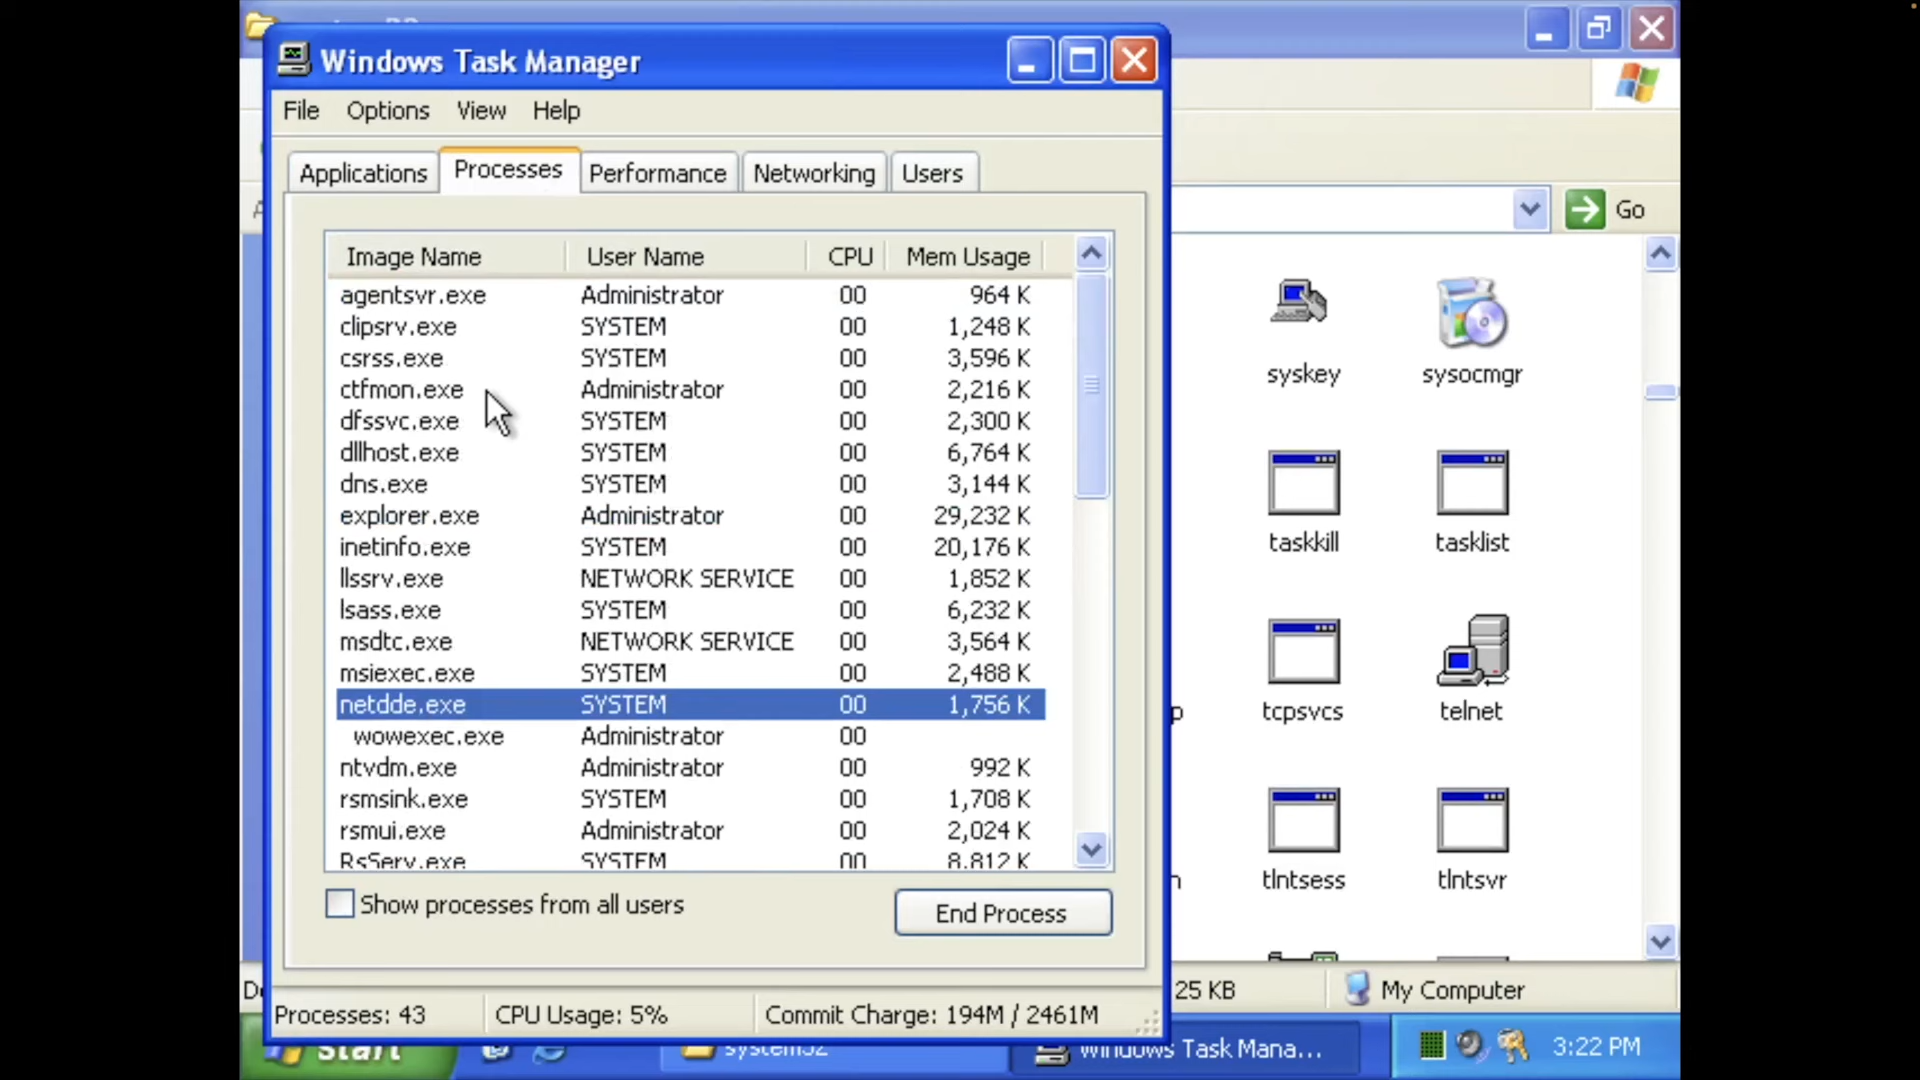 Windows Task Manager
File Options View Help
Applications Processes Performance Networking Users
Go
Image Name User Name CPU Mem Usage
agentsvr.exe Administrator 00 964 K
clipsrv.exe SYSTEM 00 1,248 K
csrss.exe SYSTEM 00 3,596 K
ctfmon.exe Administrator 00 2,216 K
dfssvc.exe SYSTEM 00 2,300 K
dllhost.exe SYSTEM 00 6,764 K
dns.exe SYSTEM 00 3,144 K
explorer.exe Administrator 00 29,232 K
inetinfo.exe SYSTEM 00 20,176 K
llssrv.exe NETWORK SERVICE 00 1,852 K
lsass.exe SYSTEM 00 6,232 K
msdtc.exe NETWORK SERVICE 00 3,564 K
msiexec.exe SYSTEM 00 2,488 K
netdde.exe SYSTEM 00 1,756 K
wowexec.exe Administrator 00
ntvdm.exe Administrator 00 992 K
rsmsink.exe SYSTEM 00 1,708 K
rsmui.exe Administrator 00 2,024 K
RsServ.exe SYSTEM 00 8,812 K
Show processes from all users
End Process
Processes: 43 CPU Usage: 5% Commit Charge: 194M / 2461M
syskey sysocmgr
taskkill tasklist
p tcpsvcs telnet
n tlntsess tlntsvr
25 KB My Computer
start system32 Windows Task Mana... 3:22 PM